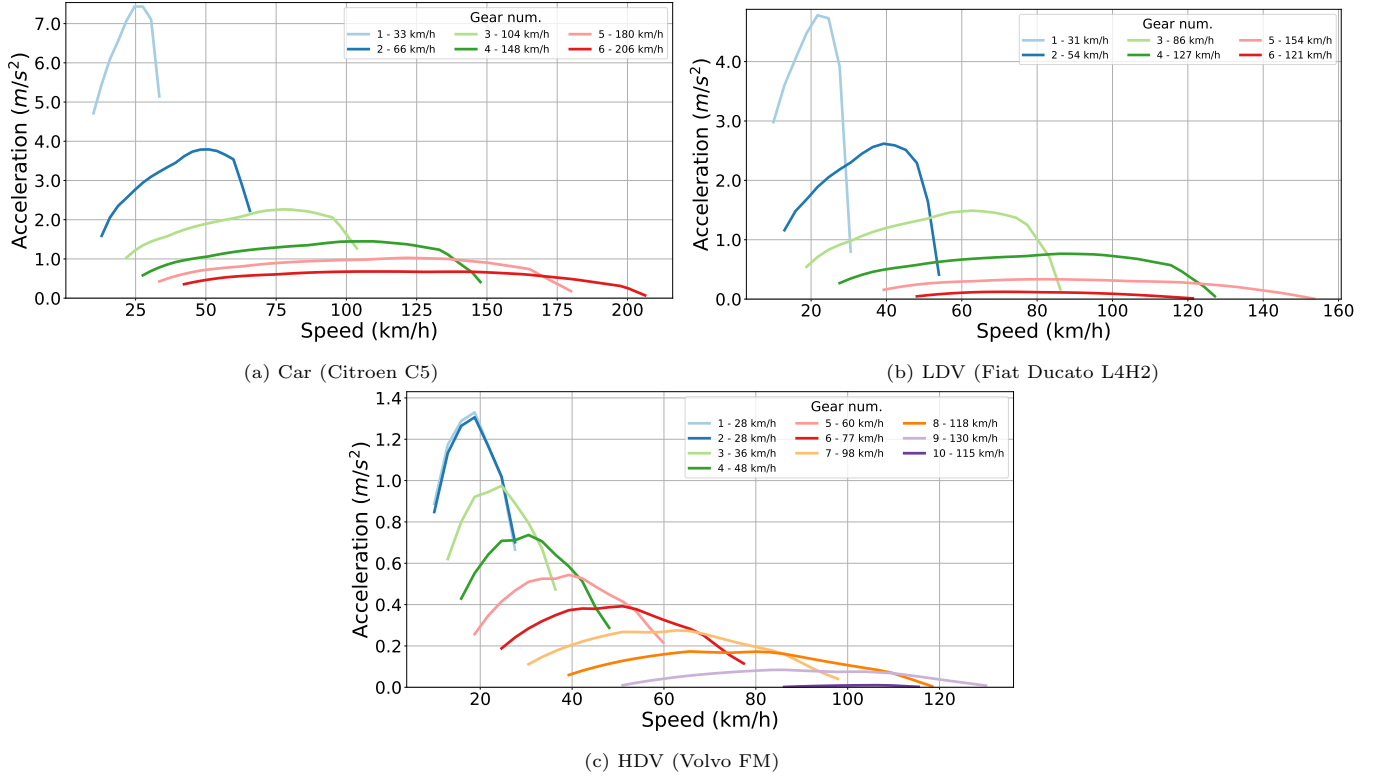 Acceleration (m/s²)
7.0
6.0
5.0
4.0
3.0
2.0
1.0
0.0
Gear num.
1 - 33 km/h 3 - 104 km/h 5 - 180 km/h
2 - 66 km/h 4 - 148 km/h 6 - 206 km/h
25 50 75 100 125 150 175 200
Speed (km/h)
(a) Car (Citroen C5)
Acceleration (m/s²)
4.0
3.0
2.0
1.0
0.0
Gear num.
1 - 31 km/h 3 - 86 km/h 5 - 154 km/h
2 - 54 km/h 4 - 127 km/h 6 - 121 km/h
20 40 60 80 100 120 140 160
Speed (km/h)
(b) LDV (Fiat Ducato L4H2)
Acceleration (m/s²)
1.4
1.2
1.0
0.8
0.6
0.4
0.2
0.0
Gear num.
1 - 28 km/h 5 - 60 km/h 8 - 118 km/h
2 - 28 km/h 6 - 77 km/h 9 - 130 km/h
3 - 36 km/h 7 - 98 km/h 10 - 115 km/h
4 - 48 km/h
20 40 60 80 100 120
Speed (km/h)
(c) HDV (Volvo FM)